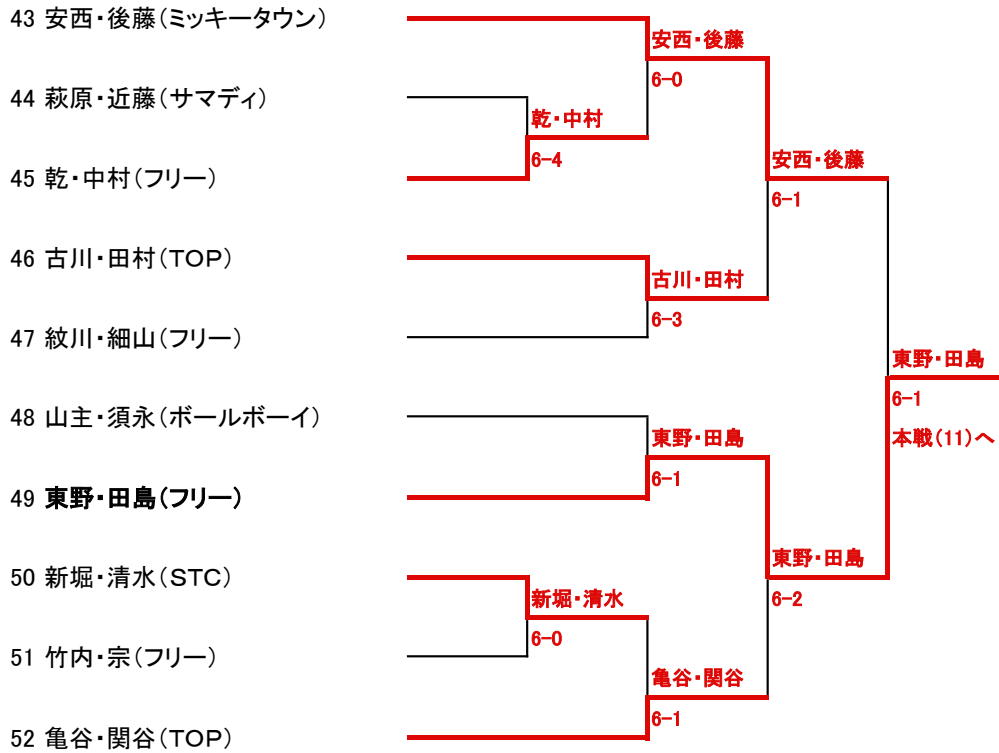 43 安西・後藤(ミッキータウン)
安西・後藤
6-0
44 萩原・近藤(サマディ)
乾・中村
6-4
安西・後藤
6-1
45 乾・中村(フリー)
46 古川・田村(TOP)
古川・田村
6-3
47 紋川・細山(フリー)
東野・田島
6-1
本戦(11)へ
48 山主・須永(ボールボーイ)
東野・田島
6-1
49 東野・田島(フリー)
東野・田島
6-2
50 新堀・清水(STC)
新堀・清水
6-0
51 竹内・宗(フリー)
亀谷・関谷
6-1
52 亀谷・関谷(TOP)